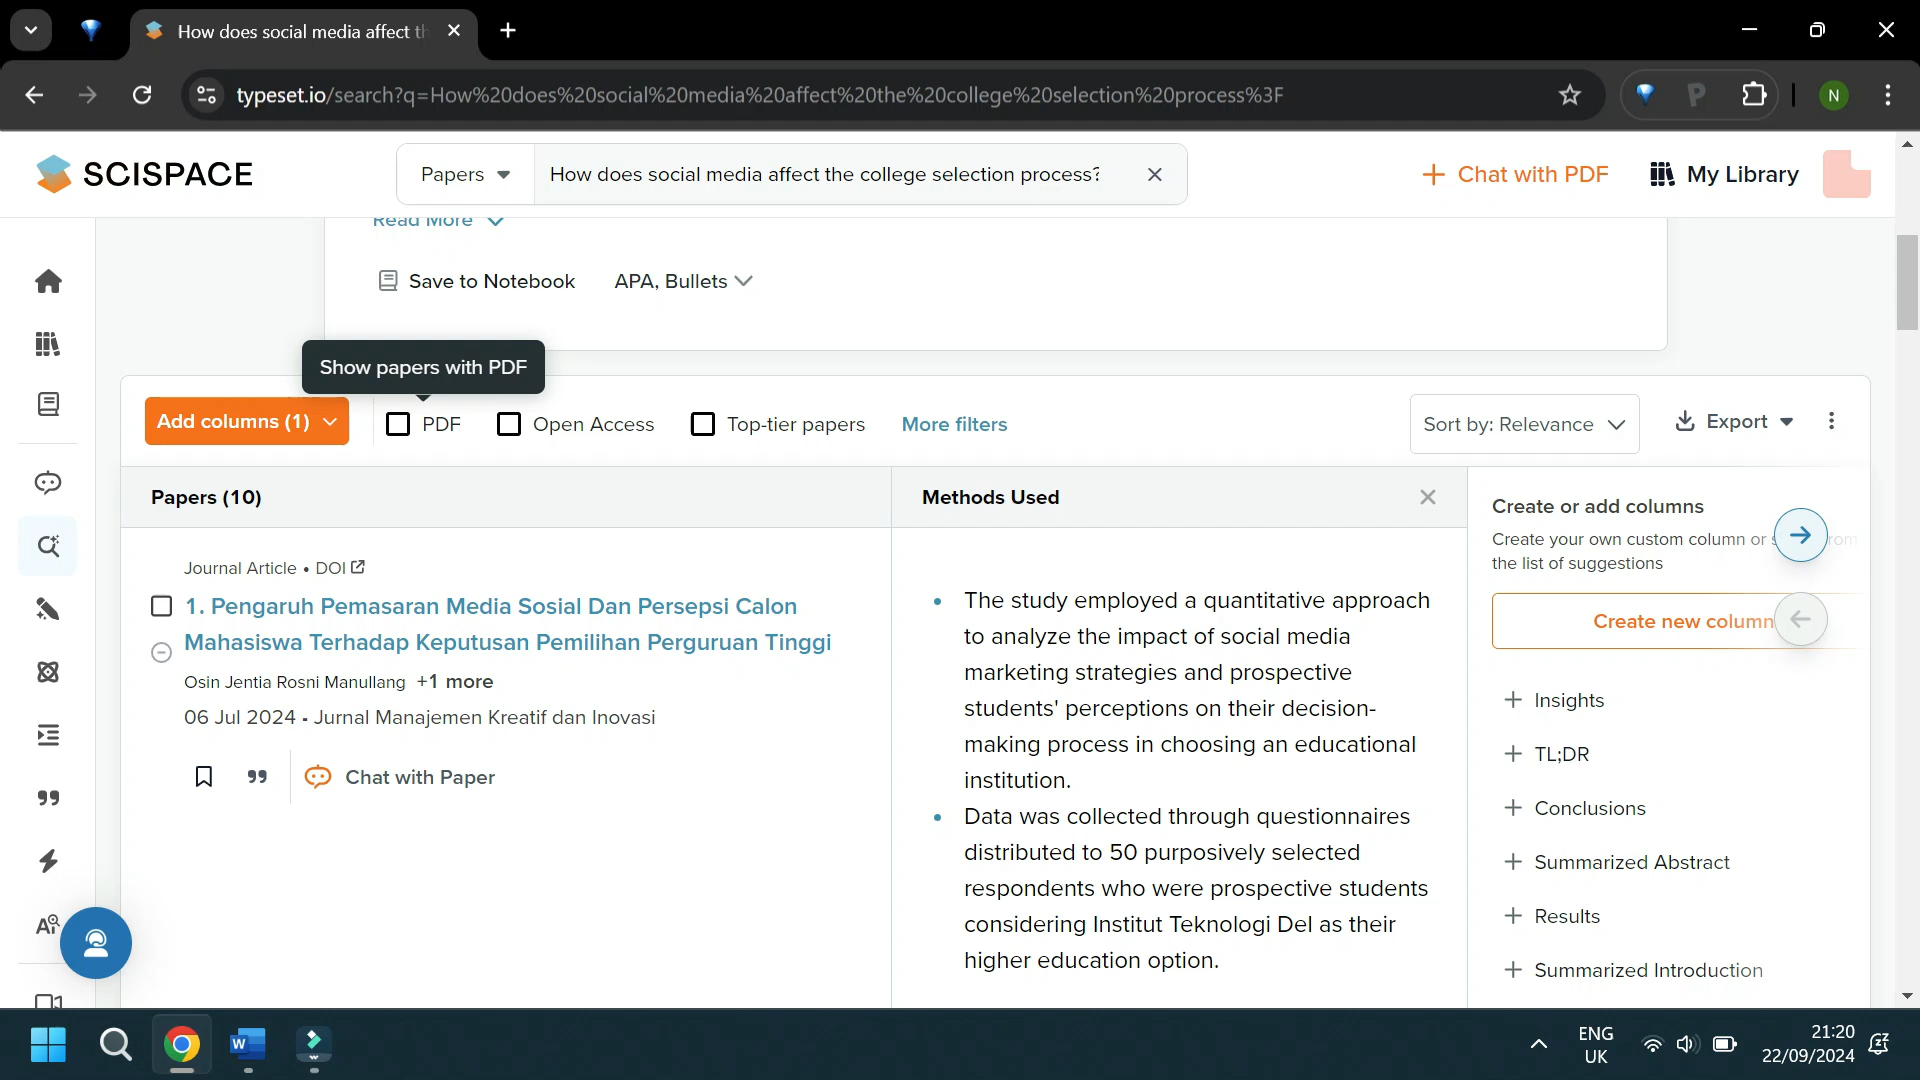 How does social media affect th
typeset.io/search?q=How%20does%20social%20media%20affect%20the%20college%20selection%20process%3F
N
SCISPACE
Papers
How does social media affect the college selection process?
Chat with PDF
My Library
Read More
Save to Notebook
APA, Bullets
Show papers with PDF
Add columns (1)
PDF
Open Access
Top-tier papers
More filters
Sort by: Relevance
Export
Papers (10)
Methods Used
Create or add columns
Create your own custom column or
the list of suggestions
Create new column
Journal Article • DOI
1. Pengaruh Pemasaran Media Sosial Dan Persepsi Calon
Mahasiswa Terhadap Keputusan Pemilihan Perguruan Tinggi
Osin Jentia Rosni Manullang +1 more
06 Jul 2024 - Jurnal Manajemen Kreatif dan Inovasi
Chat with Paper
• The study employed a quantitative approach
to analyze the impact of social media
marketing strategies and prospective
students' perceptions on their decision-
making process in choosing an educational
institution.
• Data was collected through questionnaires
distributed to 50 purposively selected
respondents who were prospective students
considering Institut Teknologi Del as their
higher education option.
+ Insights
+ TL;DR
+ Conclusions
+ Summarized Abstract
+ Results
+ Summarized Introduction
ENG
UK
21:20
22/09/2024